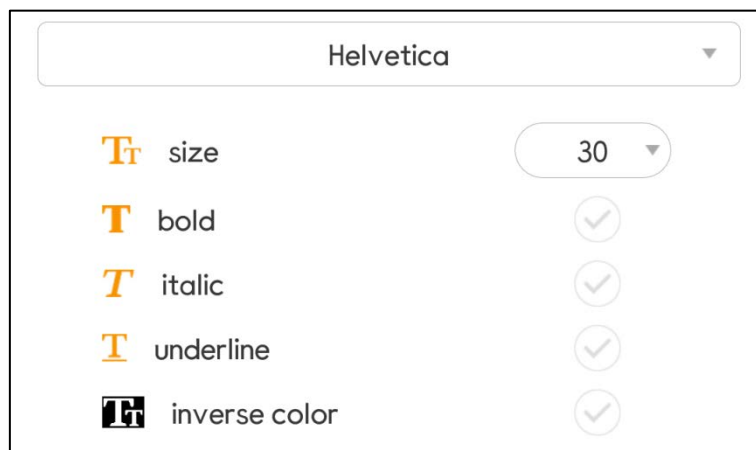 Helvetica
size 30
bold
italic
underline
inverse color